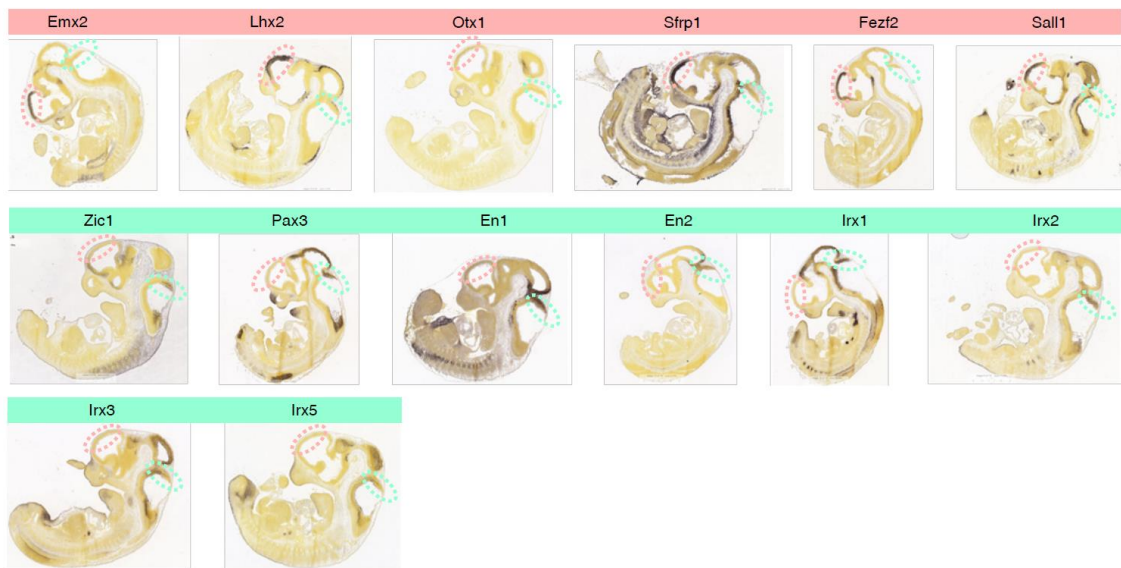 Emx2 Lhx2 Otx1 Sfrp1 Fezf2 Sall1
Zic1 Pax3 En1 En2 Irx1 Irx2
Irx3 Irx5